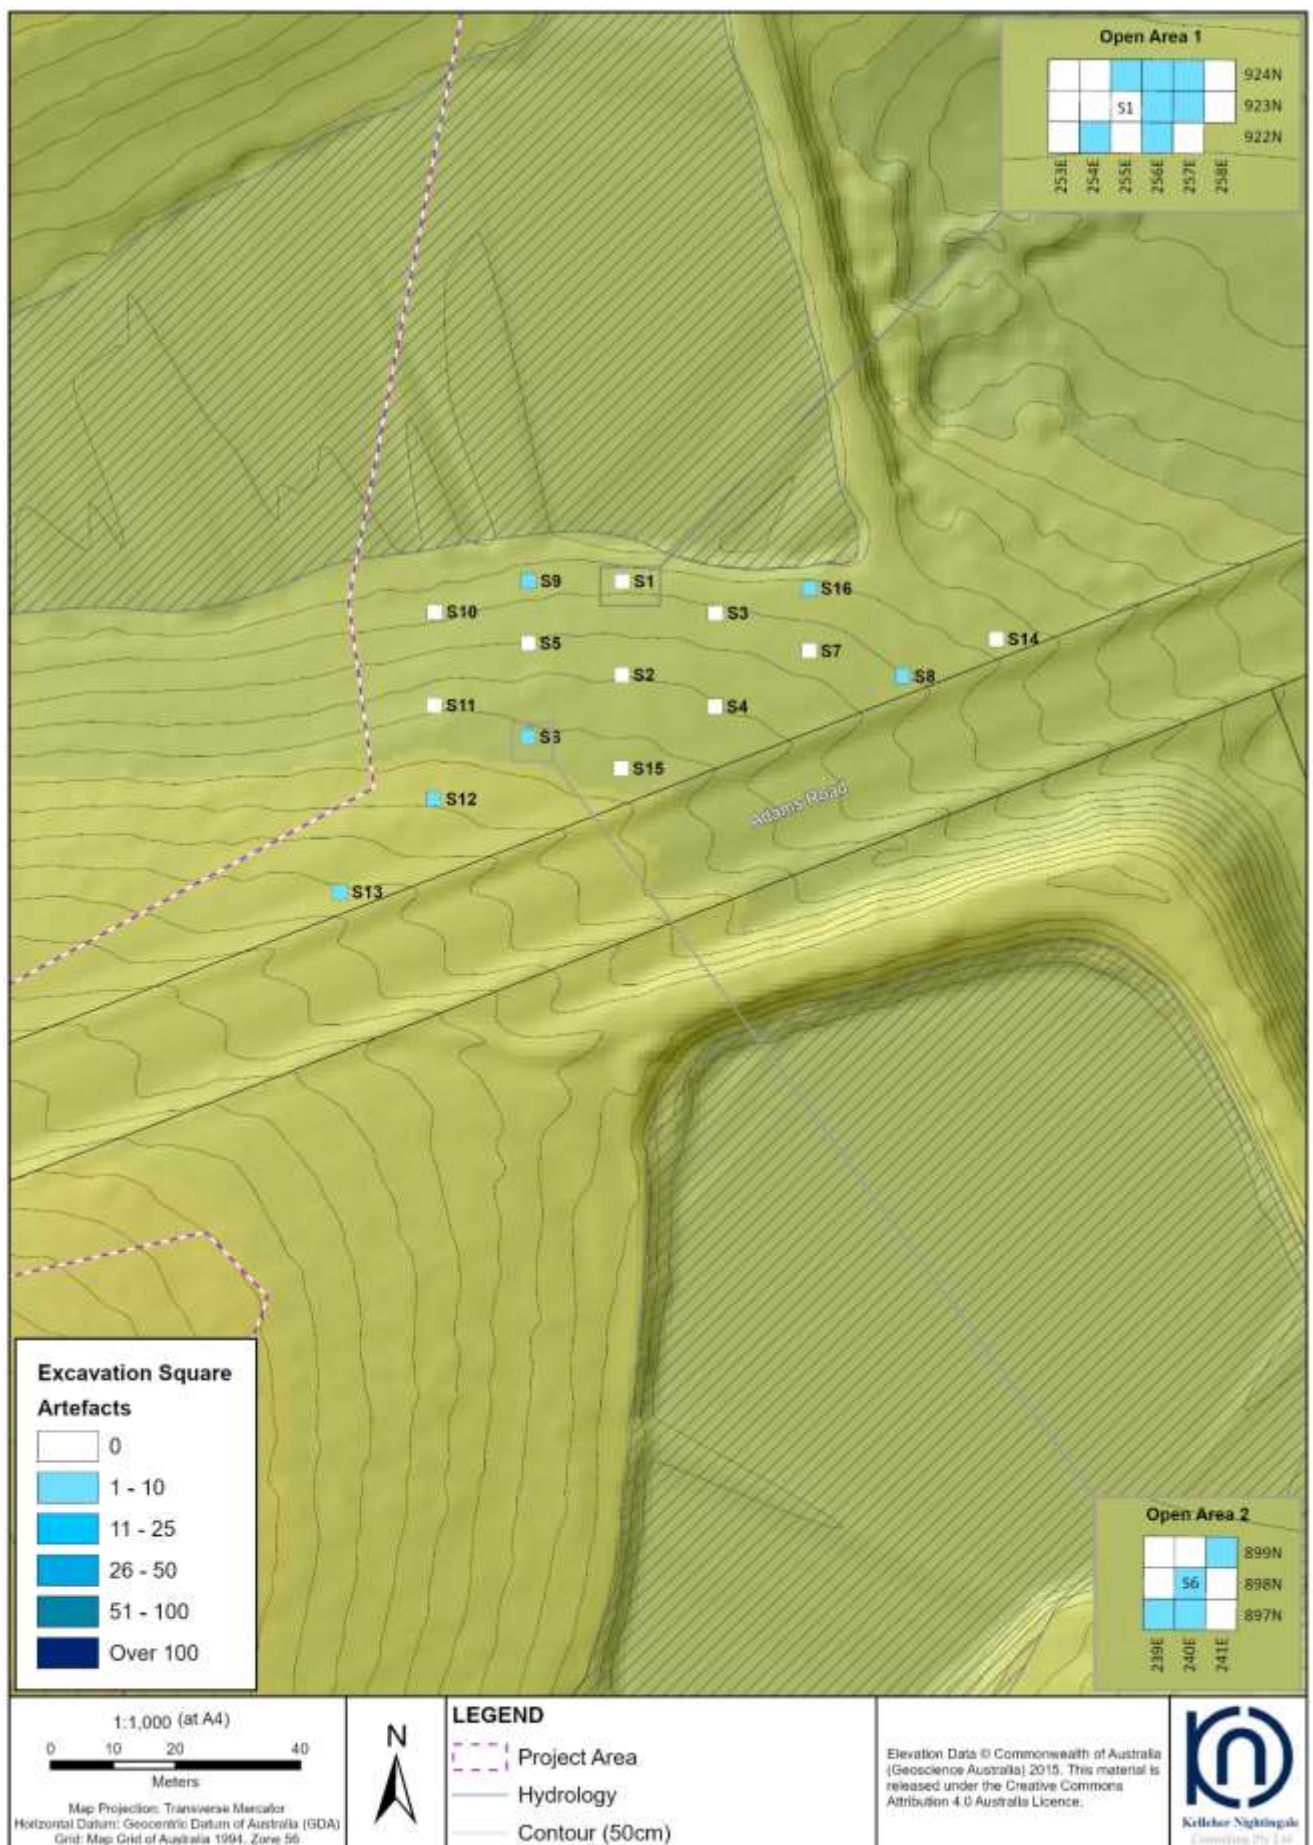 Open Area 1
924N
923N
S1
922N
253E
254E
255E
256E
257E
258E
S9
S1
S16
S10
S3
S14
S5
S7
S2
S8
S11
S4
S6
S15
Adams Road
S12
S13
Excavation Square
Artefacts
0
1 - 10
11 - 25
26 - 50
51 - 100
Over 100
Open Area 2
899N
S6
898N
897N
239E
240E
241E
1:1,000 (at A4)
0 10 20 40
Meters
Map Projection: Transverse Mercator
Horizontal Datum: Geocentric Datum of Australia (GDA)
Grid: Map Grid of Australia 1994, Zone 56
N
LEGEND
Project Area
Hydrology
Contour (50cm)
Elevation Data © Commonwealth of Australia
(Geoscience Australia) 2015. This material is
released under the Creative Commons
Attribution 4.0 Australia Licence.
Kelleher Nightingale
Consulting Pty Ltd